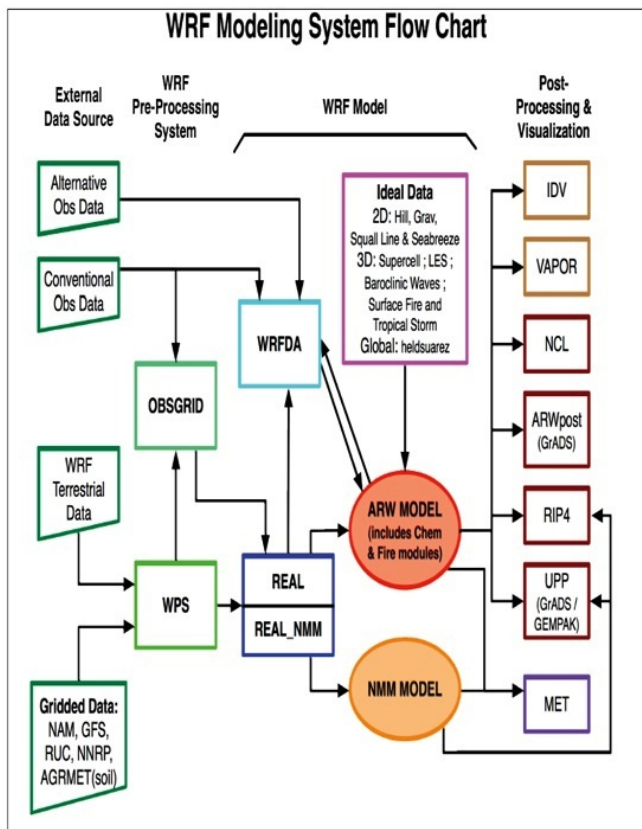 WRF Modeling System Flow Chart
External
Data Source
WRF
Pre-Processing
System
WRF Model
Post-
Processing &
Visualization
Alternative
Obs Data
Conventional
Obs Data
WRF
Terrestrial
Data
Gridded Data:
NAM, GFS,
RUC, NNRP,
AGRMET(soil)
OBSGRID
WPS
WRFDA
REAL
REAL_NMM
Ideal Data
2D: Hill, Grav,
Squall Line & Seabreeze
3D: Supercell ; LES ;
Baroclinic Waves ;
Surface Fire and
Tropical Storm
Global: heldsuarez
ARW MODEL
(includes Chem
& Fire modules)
NMM MODEL
IDV
VAPOR
NCL
ARWpost
(GrADS)
RIP4
UPP
(GrADS /
GEMPAK)
MET